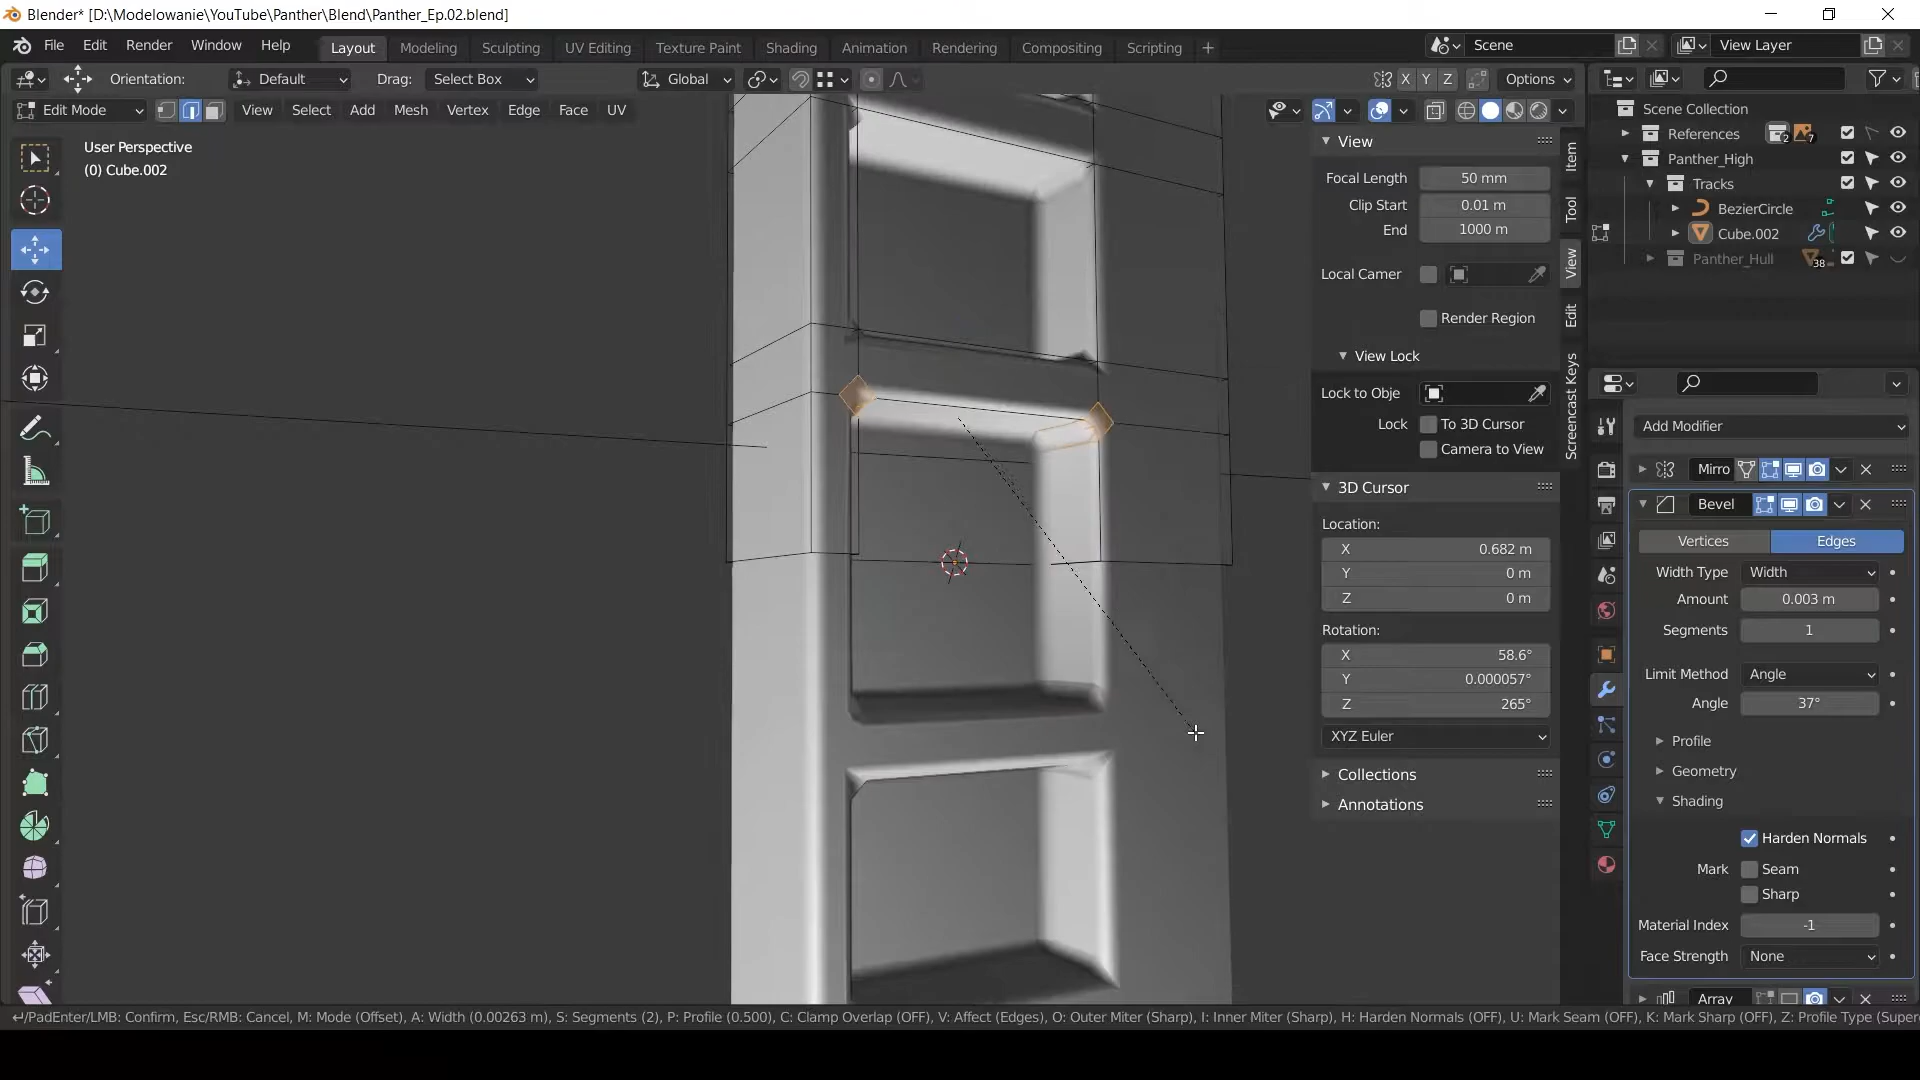 Blender* [D:\Modelowanie\YouTube\Panther\Blend\Panther_Ep.02.blend]
File Edit Render Window Help Layout Modeling Sculpting UV Editing Texture Paint Shading Animation Rendering Compositing Scripting + Scene View Layer
Orientation: Default Drag: Select Box Global X Y Z Options
Edit Mode View Select Add Mesh Vertex Edge Face UV
User Perspective
(0) Cube.002
View
Focal Length 50 mm
Clip Start 0.01 m
End 1000 m
Local Camer
Render Region
View Lock
Lock to Obje
Lock To 3D Cursor
Camera to View
3D Cursor
Location:
X 0.682 m
Y 0 m
Z 0 m
Rotation:
X 58.6°
Y 0.000057°
Z 265°
XYZ Euler
Collections
Annotations
Item
Tool
View
Edit
Screencast Keys
Scene Collection
References 2 7
Panther_High
Tracks
BezierCircle
Cube.002
Panther_Hull 38
Add Modifier
Mirro
Bevel
Vertices Edges
Width Type Width
Amount 0.003 m
Segments 1
Limit Method Angle
Angle 37°
Profile
Geometry
Shading
Harden Normals
Mark Seam
Sharp
Material Index -1
Face Strength None
Array
↵/PadEnter/LMB: Confirm, Esc/RMB: Cancel, M: Mode (Offset), A: Width (0.00263 m), S: Segments (2), P: Profile (0.500), C: Clamp Overlap (OFF), V: Affect (Edges), O: Outer Miter (Sharp), I: Inner Miter (Sharp), H: Harden Normals (OFF), U: Mark Seam (OFF), K: Mark Sharp (OFF), Z: Profile Type (Super